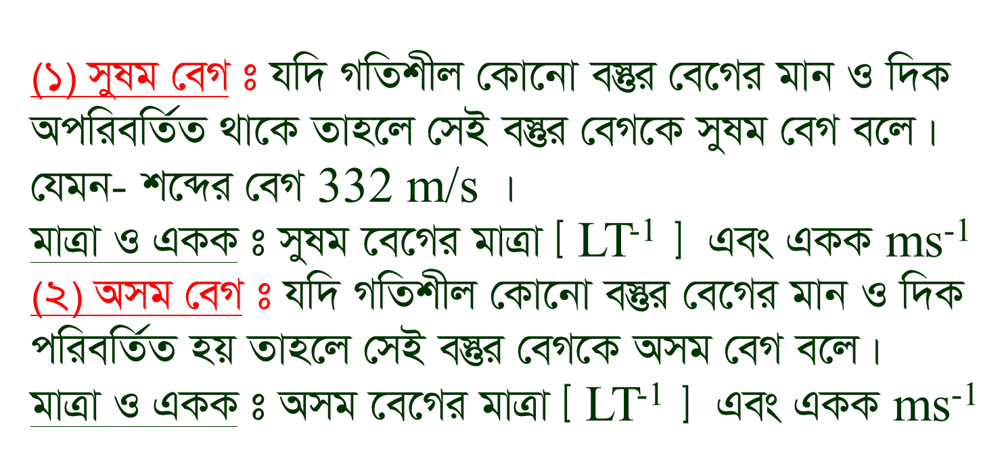 (১) সুষম বেগ ঃ যদি গতিশীল কোনো বস্তুর বেগের মান ও দিক
অপরিবর্তিত থাকে তাহলে সেই বস্তুর বেগকে সুষম বেগ বলে।
যেমন- শব্দের বেগ 332 m/s ।
মাত্রা ও একক ঃ সুষম বেগের মাত্রা [ LT⁻¹ ] এবং একক ms⁻¹
(২) অসম বেগ ঃ যদি গতিশীল কোনো বস্তুর বেগের মান ও দিক
পরিবর্তিত হয় তাহলে সেই বস্তুর বেগকে অসম বেগ বলে।
মাত্রা ও একক ঃ অসম বেগের মাত্রা [ LT⁻¹ ] এবং একক ms⁻¹